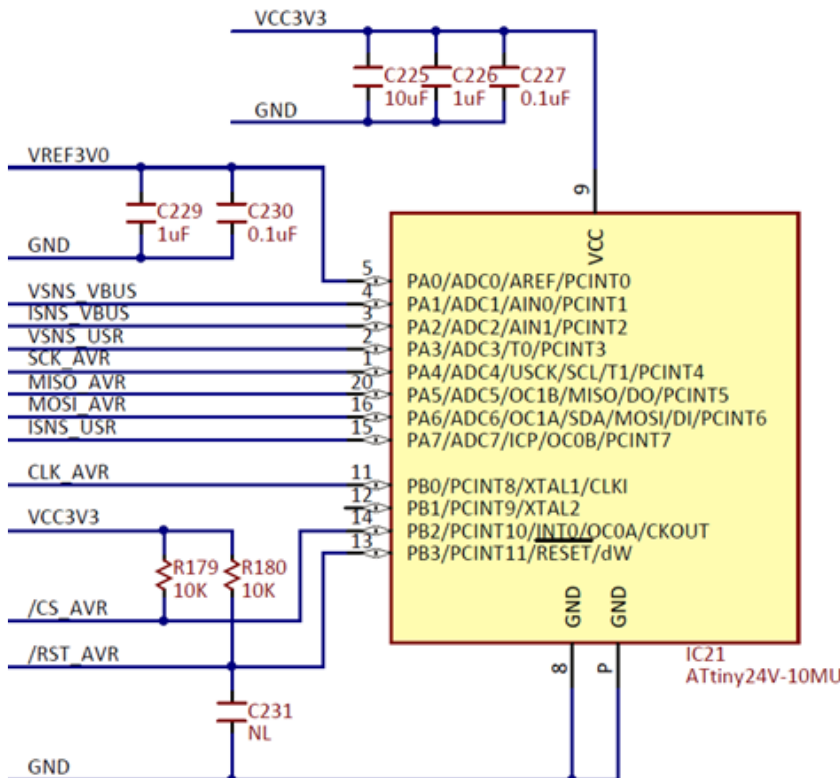 VCC3V3
C225
10uF
C226
1uF
C227
0.1uF
GND
VREF3V0
C229
1uF
C230
0.1uF
GND
9
VCC
5
PA0/ADC0/AREF/PCINT0
VSNS_VBUS
4
PA1/ADC1/AIN0/PCINT1
ISNS_VBUS
3
PA2/ADC2/AIN1/PCINT2
VSNS_USR
2
PA3/ADC3/T0/PCINT3
SCK_AVR
1
PA4/ADC4/USCK/SCL/T1/PCINT4
MISO_AVR
20
PA5/ADC5/OC1B/MISO/DO/PCINT5
MOSI_AVR
16
PA6/ADC6/OC1A/SDA/MOSI/DI/PCINT6
ISNS_USR
15
PA7/ADC7/ICP/OC0B/PCINT7
CLK_AVR
11
PB0/PCINT8/XTAL1/CLKI
12
PB1/PCINT9/XTAL2
VCC3V3
14
PB2/PCINT10/INT0/OC0A/CKOUT
13
PB3/PCINT11/RESET/dW
R179
10K
R180
10K
/CS_AVR
GND
GND
/RST_AVR
8
P
IC21
ATtiny24V-10MU
C231
NL
GND